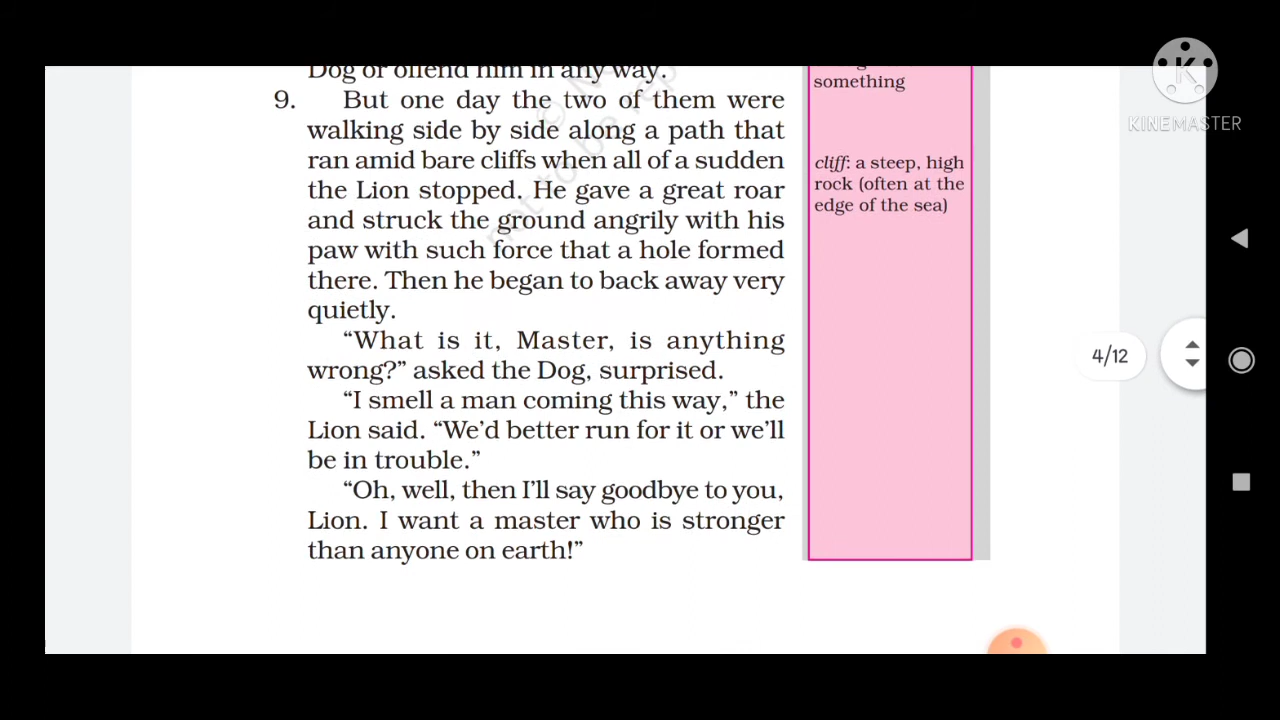 Dog or offend him in any way.
9. But one day the two of them were
walking side by side along a path that
ran amid bare cliffs when all of a sudden
the Lion stopped. He gave a great roar
and struck the ground angrily with his
paw with such force that a hole formed
there. Then he began to back away very
quietly.
“What is it, Master, is anything
wrong?” asked the Dog, surprised.
“I smell a man coming this way,” the
Lion said. “We’d better run for it or we’ll
be in trouble.”
“Oh, well, then I’ll say goodbye to you,
Lion. I want a master who is stronger
than anyone on earth!”
something
cliff: a steep, high
rock (often at the
edge of the sea)
K
KINEMASTER
4/12
not to be